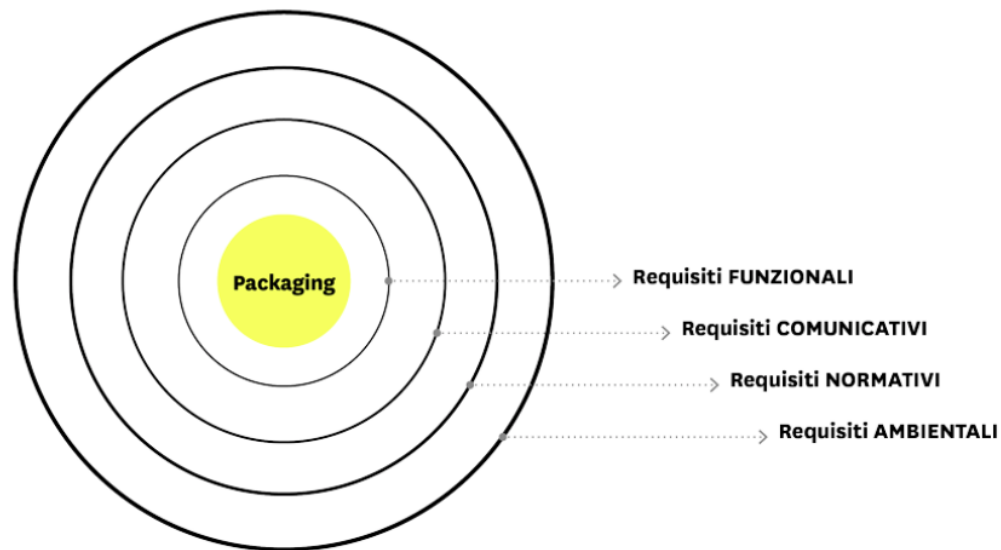 Packaging
Requisiti FUNZIONALI
Requisiti COMUNICATIVI
Requisiti NORMATIVI
Requisiti AMBIENTALI